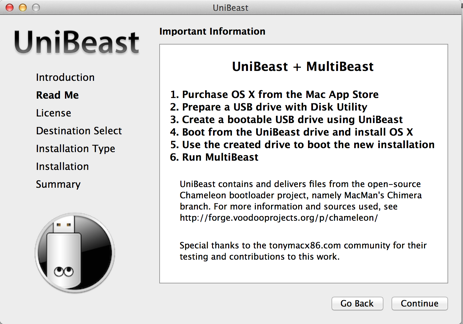 UniBeast
UniBeast
Important Information
Introduction
Read Me
License
Destination Select
Installation Type
Installation
Summary
UniBeast + MultiBeast
1. Purchase OS X from the Mac App Store
2. Prepare a USB drive with Disk Utility
3. Create a bootable USB drive using UniBeast
4. Boot from the UniBeast drive and install OS X
5. Use the created drive to boot the new installation
6. Run MultiBeast
UniBeast contains and delivers files from the open-source
Chameleon bootloader project, namely MacMan's Chimera
branch. For more information and sources used, see
http://forge.voodooprojects.org/p/chameleon/
Special thanks to the tonymacx86.com community for their
testing and contributions to this work.
Go Back
Continue